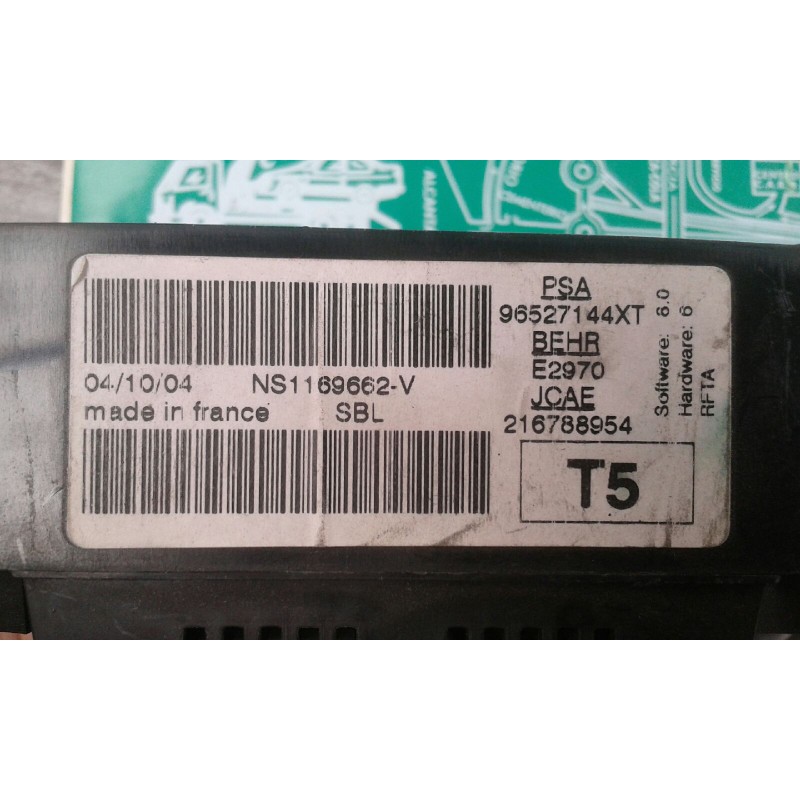 PSA
96527144XT
BEHR
E2970
JCAE
216788954
T5
04/10/04 NS1169662-V
made in france SBL
Software: 8.0
Hardware: 6
RFTA